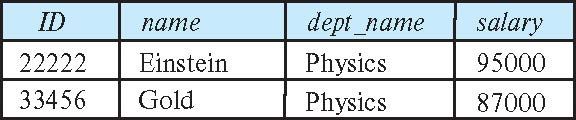 ID name dept_name salary
22222 Einstein Physics 95000
33456 Gold Physics 87000